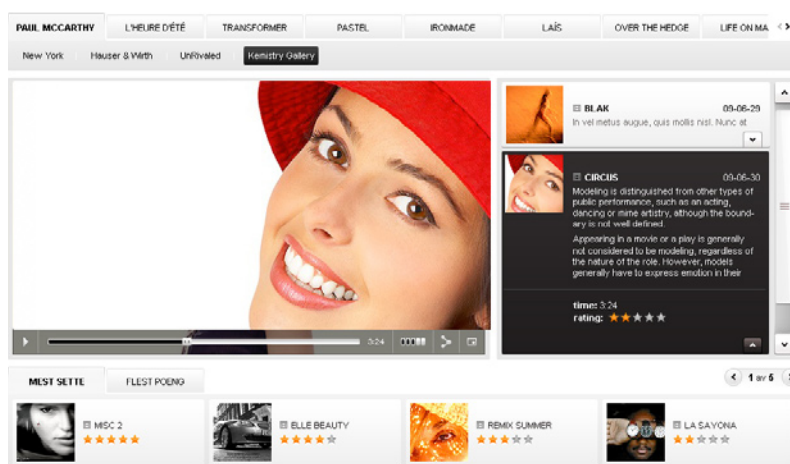 PAUL MCCARTHY L'HEURE D'ÉTÉ TRANSFORMER PASTEL IRONMADE LAÍS OVER THE HEDGE LIFE ON MA
New York Hauser & Wirth UnRivaled Kemistry Gallery
BLAK 09-06-29
In vel metus augue, quis mollis nisl. Nunc at
CIRCUS 09-06-30
Modeling is distinguished from other types of
public performance, such as an acting,
dancing or mime artistry, although the bound-
ary is not well defined.
Appearing in a movie or a play is generally
not considered to be modeling, regardless of
the nature of the role. However, models
generally have to express emotion in their
time: 3:24
rating:
3:24
MEST SETTE FLEST POENG 1 av 6
MISC 2 ELLE BEAUTY REMIX SUMMER LA SAYONA